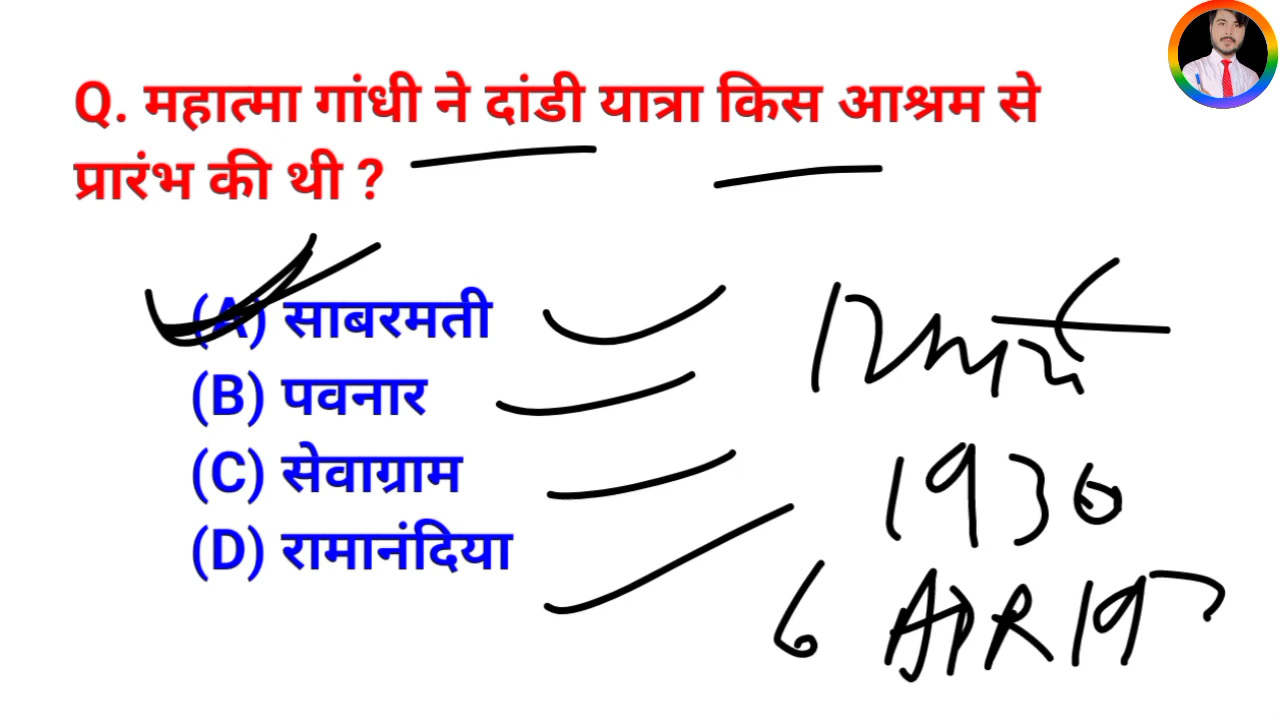 Q. महात्मा गांधी ने दांडी यात्रा किस आश्रम से
प्रारंभ की थी ?
(A) साबरमती
(B) पवनार
(C) सेवाग्राम
(D) रामानंदिया
12 मार्च
1930
6 APR 19